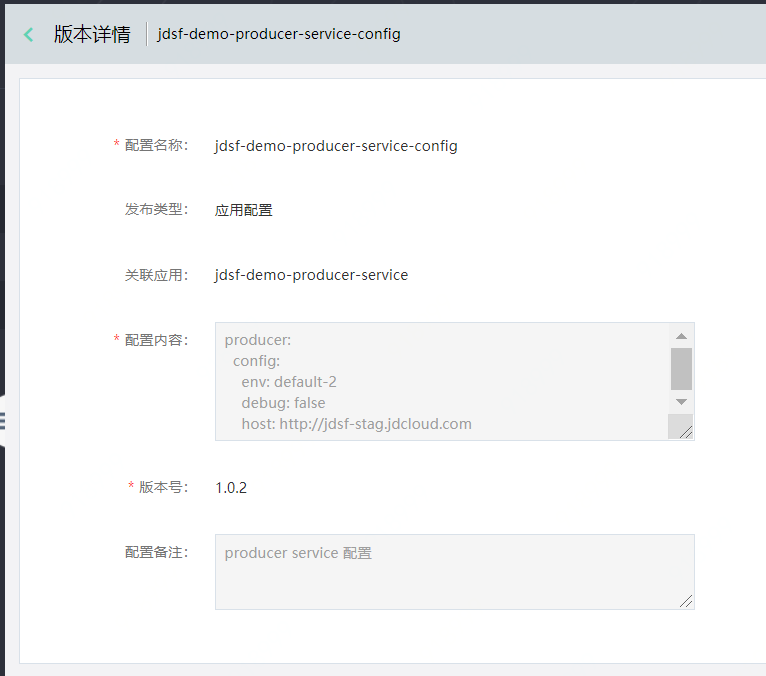 版本详情 jdsf-demo-producer-service-config
* 配置名称： jdsf-demo-producer-service-config
发布类型： 应用配置
关联应用： jdsf-demo-producer-service
* 配置内容： producer:
config:
env: default-2
debug: false
host: http://jdsf-stag.jdcloud.com
* 版本号： 1.0.2
配置备注： producer service 配置